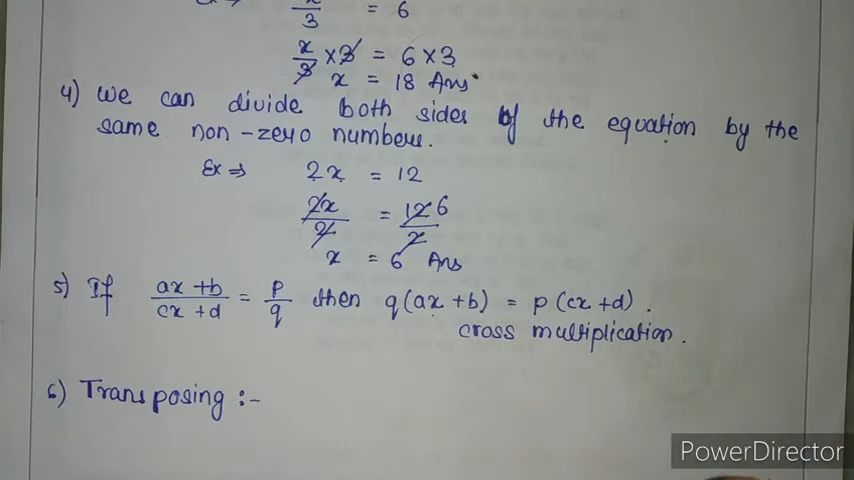 Ex ⇒ x/3 = 6
x/3 × 3 = 6 × 3
x = 18 Ans
4) We can divide both sides of the equation by the
same non-zero numbers.
Ex ⇒ 2x = 12
2x/2 = 12/2 6
x = 6 Ans
5) If (ax + b)/(cx + d) = p/q then q(ax + b) = p(cx + d).
cross multiplication.
6) Transposing :-
PowerDirector